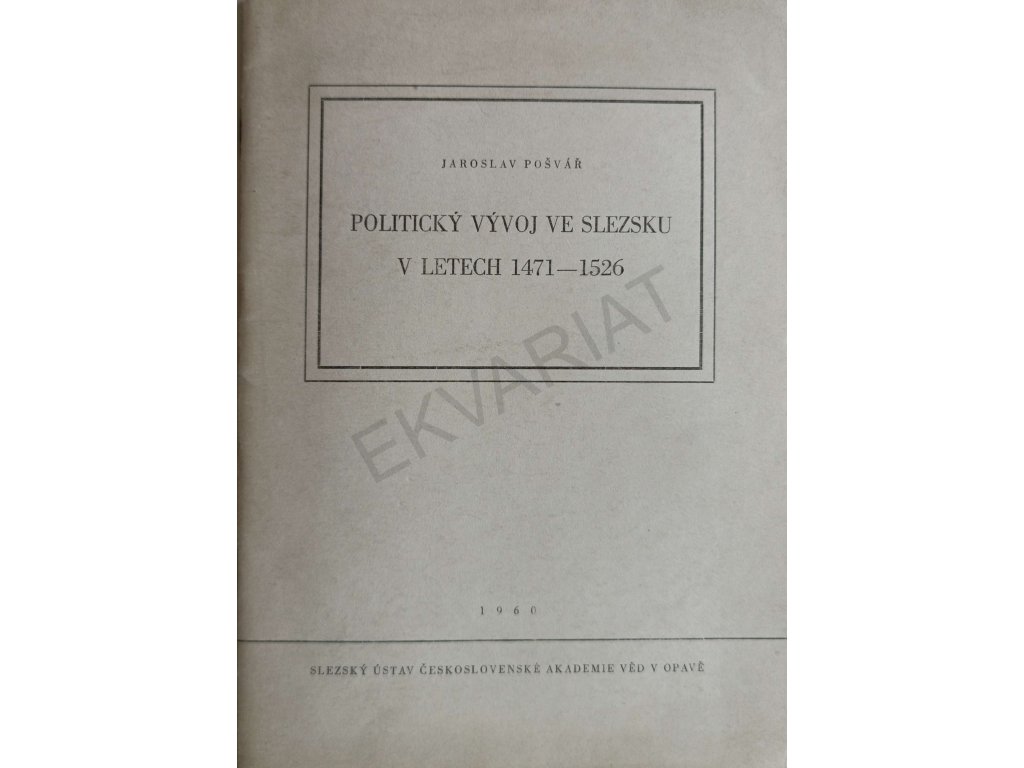 JAROSLAV POŠVÁŘ
POLITICKÝ VÝVOJ VE SLEZSKU
V LETECH 1471—1526
EKVARIAT
1960
SLEZSKÝ ÚSTAV ČESKOSLOVENSKÉ AKADEMIE VĚD V OPAVĚ